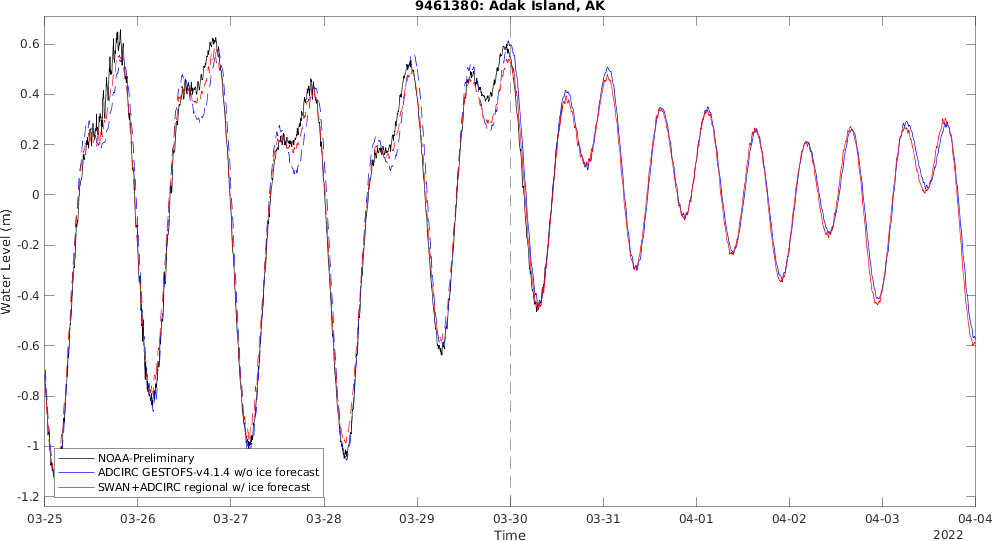 9461380: Adak Island, AK
Water Level (m)
0.6
0.4
0.2
0
-0.2
-0.4
-0.6
-0.8
-1
-1.2
NOAA-Preliminary
ADCIRC GESTOFS-v4.1.4 w/o ice forecast
SWAN+ADCIRC regional w/ ice forecast
03-25 03-26 03-27 03-28 03-29 03-30 03-31 04-01 04-02 04-03 04-04
Time
2022